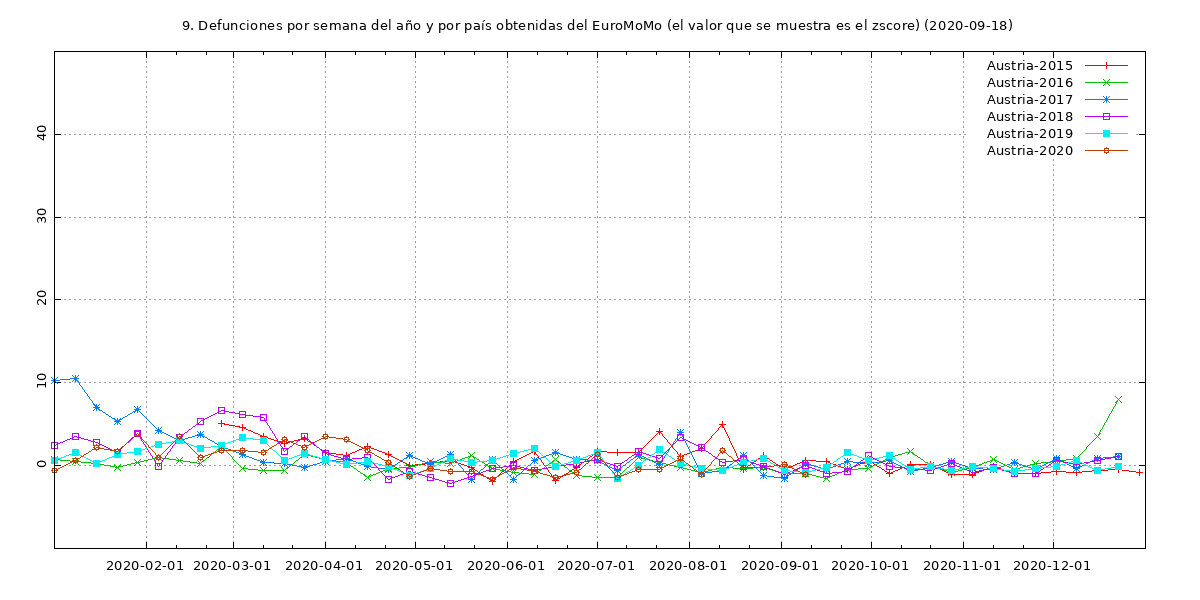 9. Defunciones por semana del año y por país obtenidas del EuroMoMo (el valor que se muestra es el zscore) (2020-09-18)
Austria-2015
Austria-2016
Austria-2017
Austria-2018
Austria-2019
Austria-2020
40
30
20
10
0
2020-02-01 2020-03-01 2020-04-01 2020-05-01 2020-06-01 2020-07-01 2020-08-01 2020-09-01 2020-10-01 2020-11-01 2020-12-01